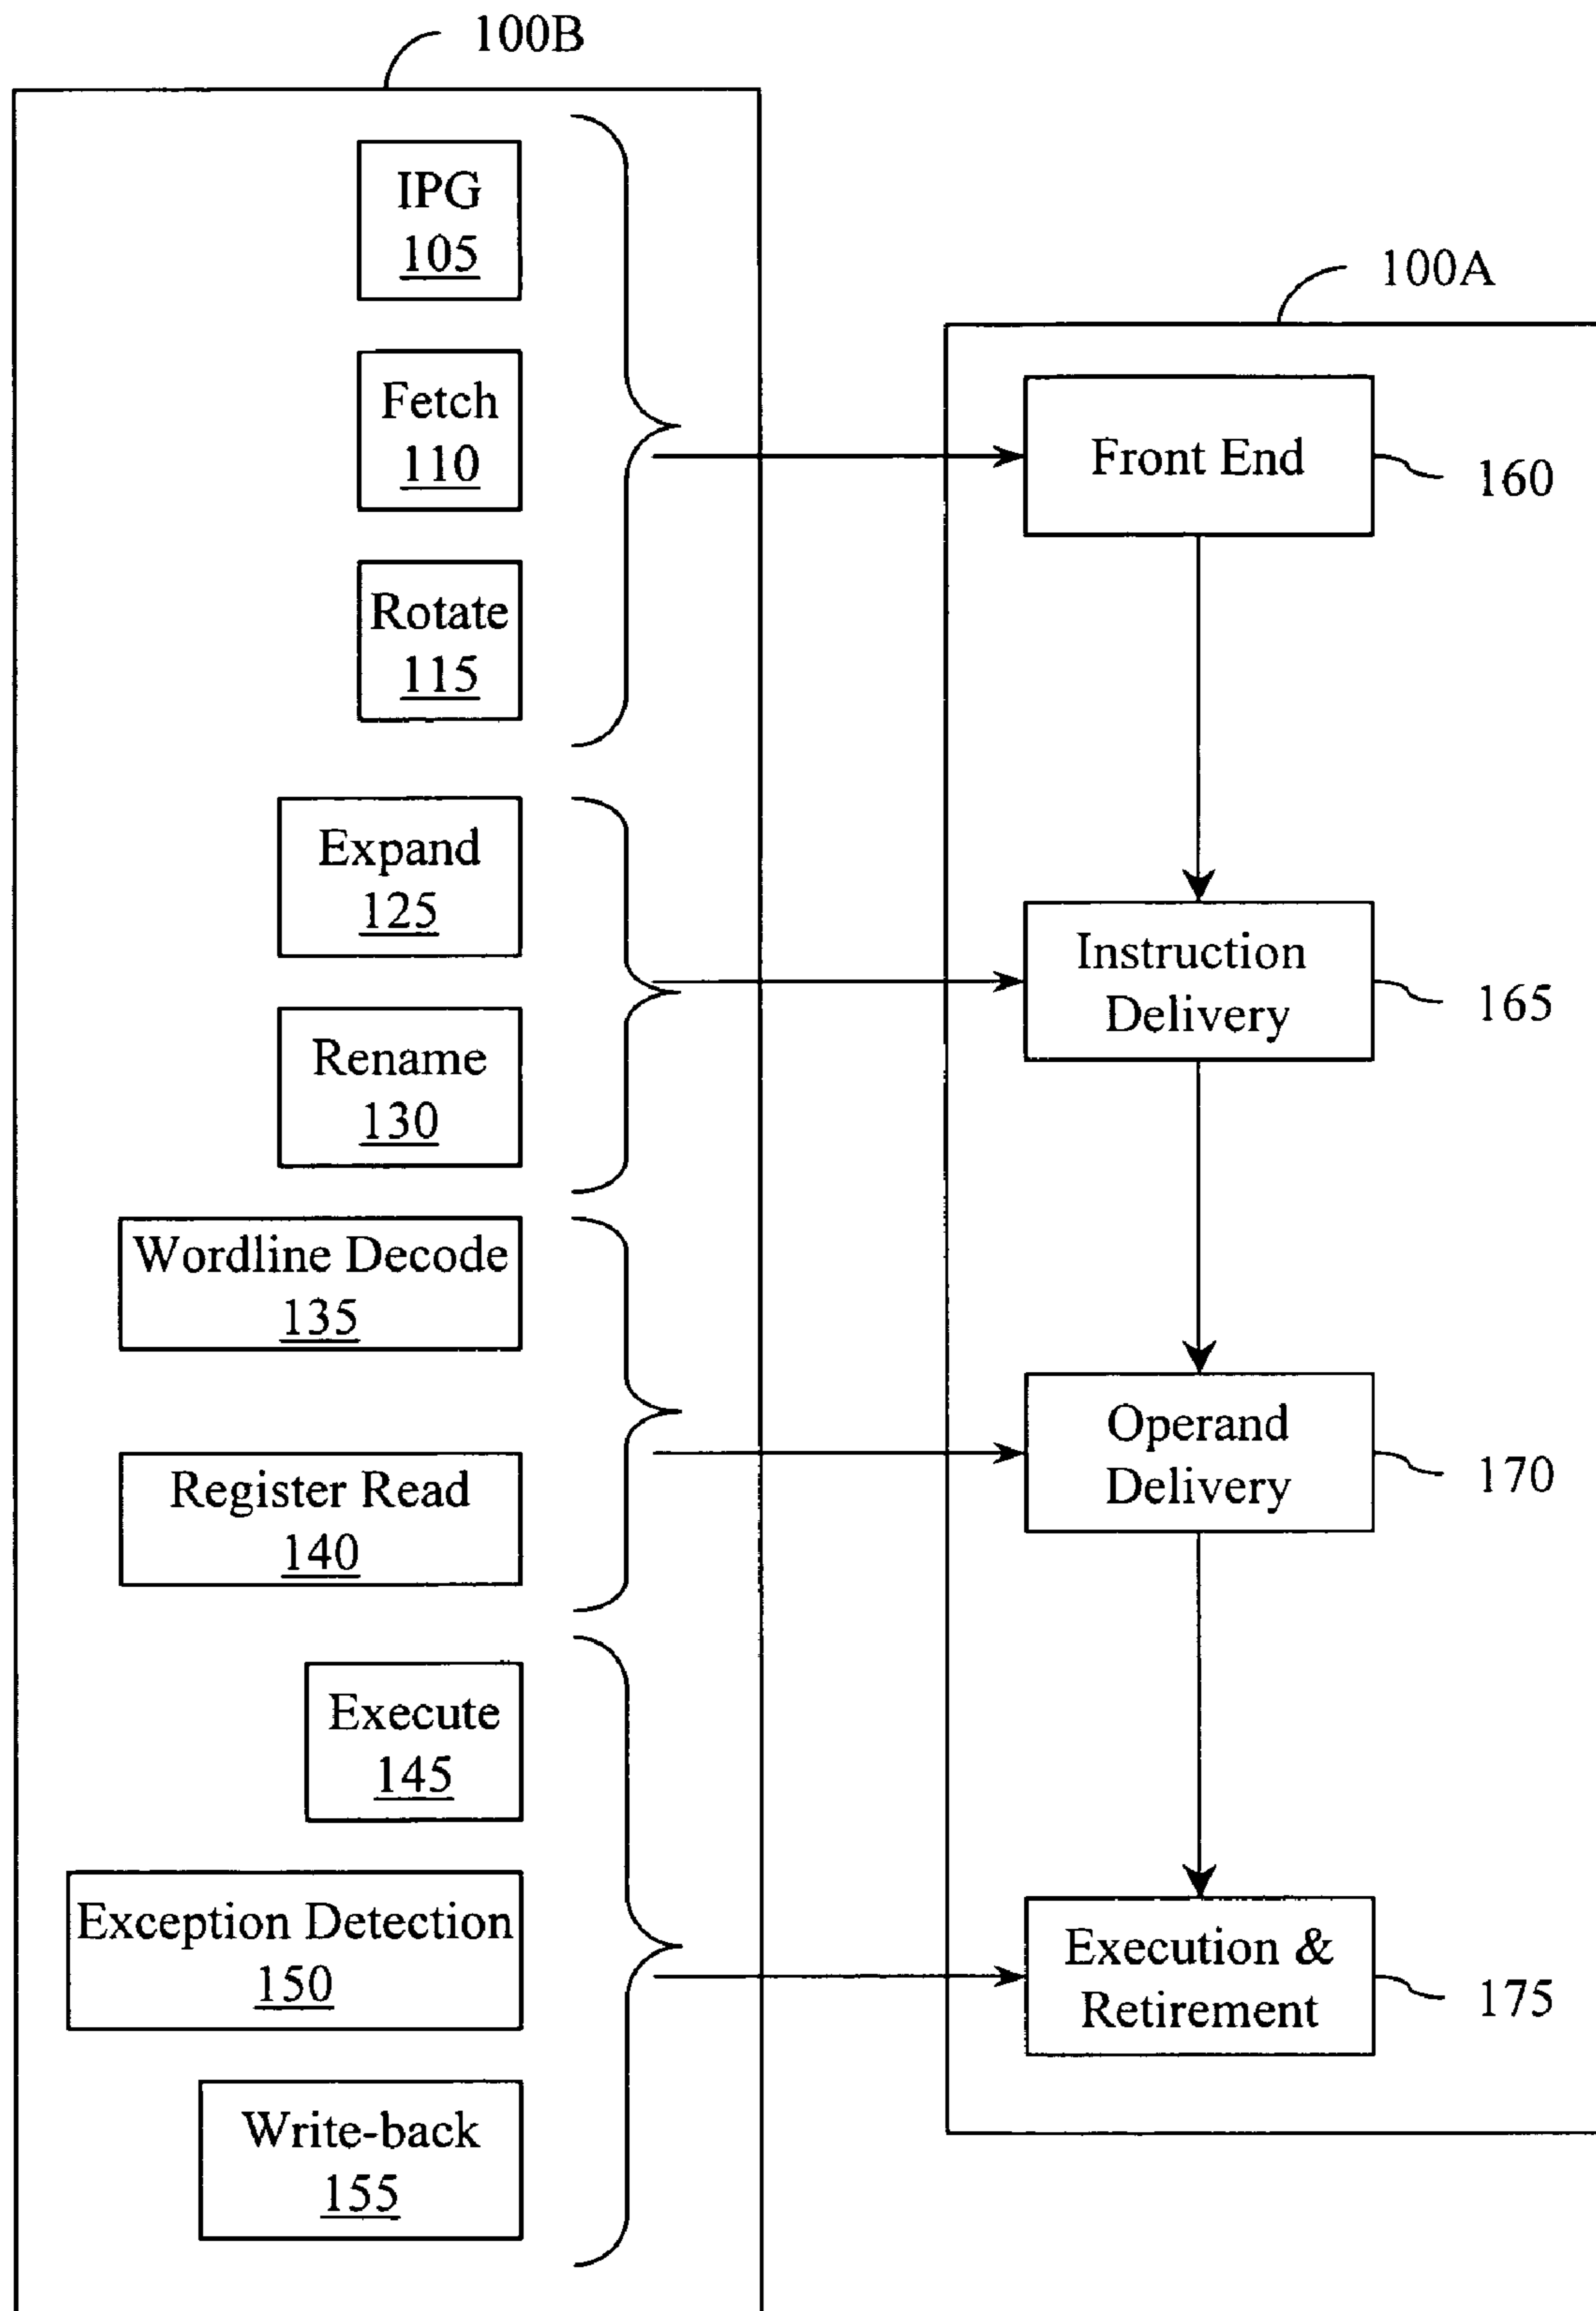 100B
IPG
105
Fetch
110
Rotate
115
Expand
125
Rename
130
Wordline Decode
135
Register Read
140
Execute
145
Exception Detection
150
Write-back
155
100A
Front End
160
Instruction
Delivery
165
Operand
Delivery
170
Execution &
Retirement
175